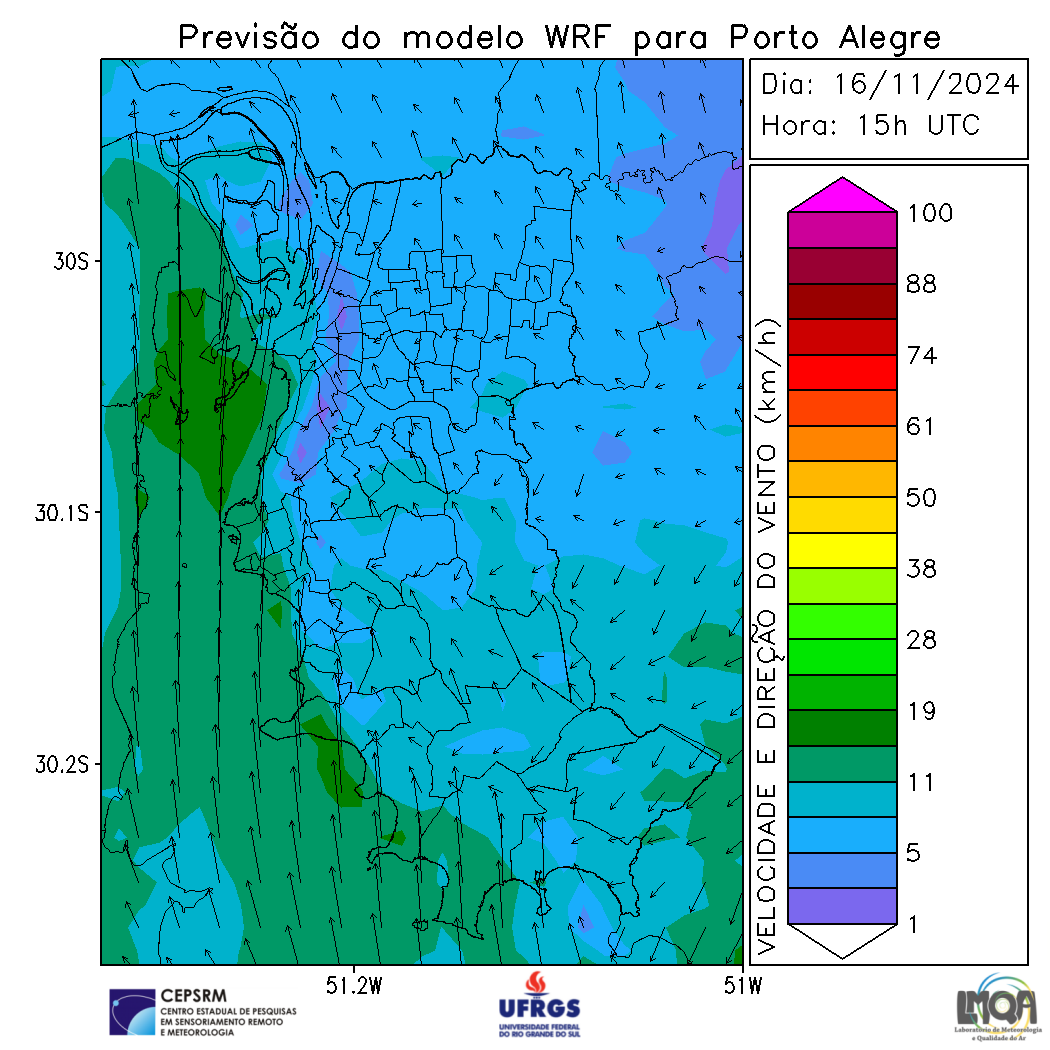 Previsão do modelo WRF para Porto Alegre
Dia: 16/11/2024
Hora: 15h UTC
30S
30.1S
30.2S
51.2W
51W
VELOCIDADE E DIREÇÃO DO VENTO (km/h)
100
88
74
61
50
38
28
19
11
5
1
CEPSRM
CENTRO ESTADUAL DE PESQUISAS
EM SENSORIAMENTO REMOTO
E METEOROLOGIA
UFRGS
UNIVERSIDADE FEDERAL
DO RIO GRANDE DO SUL
LMQA
Laboratório de Meteorologia
e Qualidade do Ar